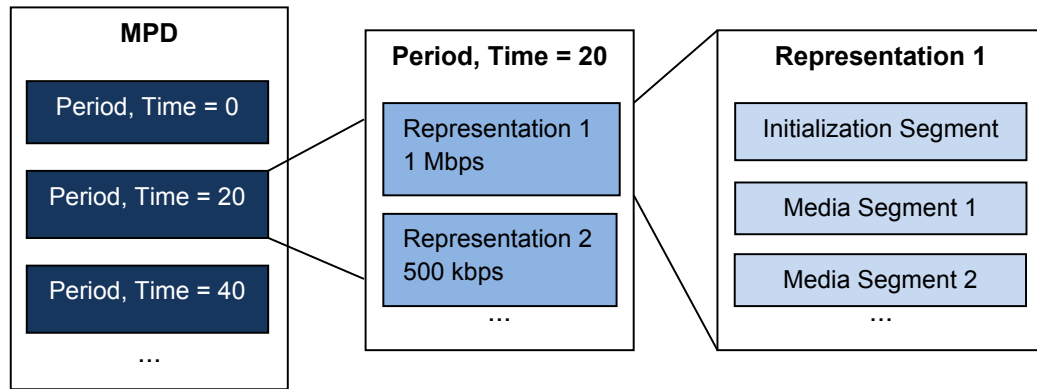 MPD
Period, Time = 0
Period, Time = 20
Period, Time = 40
...
Period, Time = 20
Representation 1
1 Mbps
Representation 2
500 kbps
...
Representation 1
Initialization Segment
Media Segment 1
Media Segment 2
...